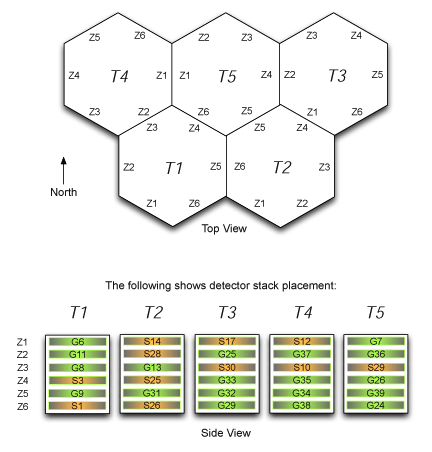 Z5 Z6 Z2 Z3 Z3 Z4
Z4 T4 Z1 Z1 T5 Z4 Z2 T3 Z5
Z3 Z2 Z6 Z5 Z1 Z6
Z3 Z4 Z5 Z4
Z2 T1 Z5 Z6 T2 Z3
Z1 Z6 Z1 Z2
North
Top View
The following shows detector stack placement:
T1 T2 T3 T4 T5
Z1 G6 S14 S17 S12 G7
Z2 G11 S28 G25 G37 G36
Z3 G8 G13 S30 S10 S29
Z4 S3 S25 G33 G35 G26
Z5 G9 G31 G32 G34 G39
Z6 S1 S26 G29 G38 G24
Side View